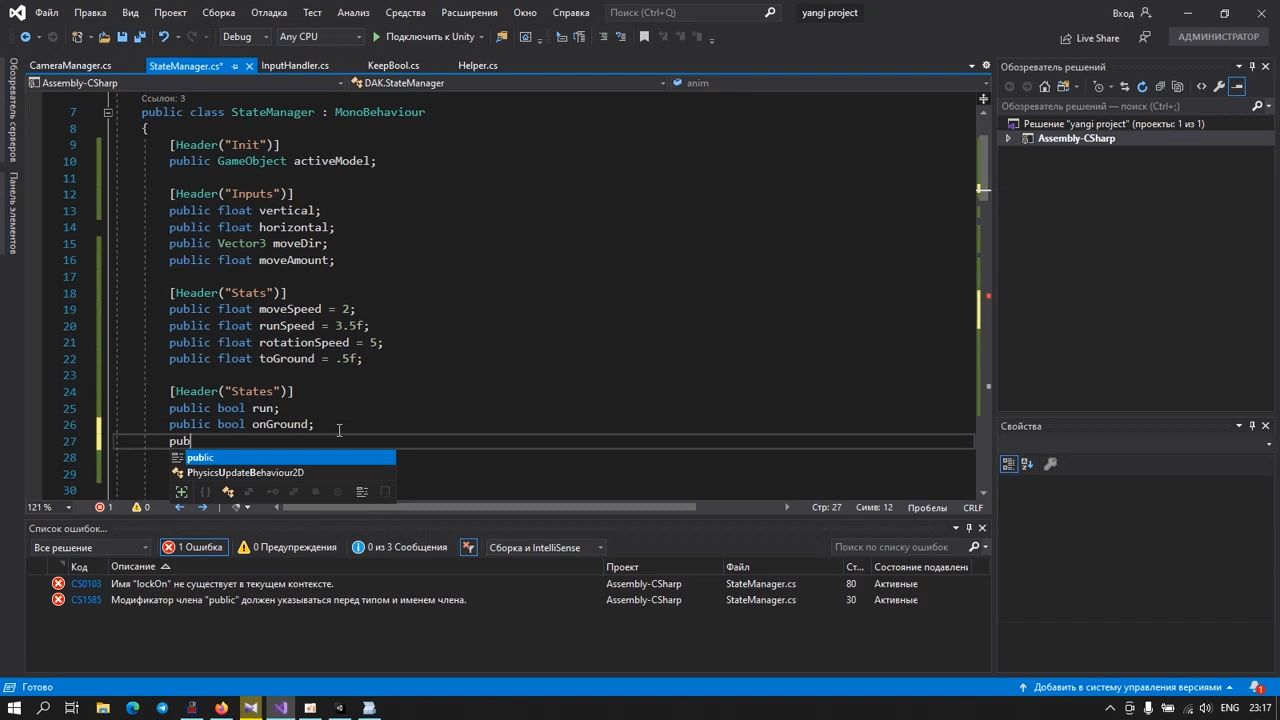 Файл Правка Вид Проект Сборка Отладка Тест Анализ Средства Расширения Окно Справка Поиск (Ctrl+Q) yangi project Вход
Debug Any CPU Подключить к Unity Live Share АДМИНИСТРАТОР
CameraManager.cs StateManager.cs* InputHandler.cs KeepBool.cs Helper.cs
Assembly-CSharp DAK.StateManager anim
Обозреватель серверов
Панель элементов
Ссылок: 3
7 public class StateManager : MonoBehaviour
8 {
9 [Header("Init")]
10 public GameObject activeModel;
11
12 [Header("Inputs")]
13 public float vertical;
14 public float horizontal;
15 public Vector3 moveDir;
16 public float moveAmount;
17
18 [Header("Stats")]
19 public float moveSpeed = 2;
20 public float runSpeed = 3.5f;
21 public float rotationSpeed = 5;
22 public float toGround = .5f;
23
24 [Header("States")]
25 public bool run;
26 public bool onGround;
27 pub
28 public
29 PhysicsUpdateBehaviour2D
30
121 % 1 0 Стр: 27 Симв: 12 Пробелы CRLF
Список ошибок...
Все решение 1 Ошибка 0 Предупреждения 0 из 3 Сообщения Сборка и IntelliSense Поиск по списку ошибок
Код Описание Проект Файл Ст... Состояние подавлен
CS0103 Имя "lockOn" не существует в текущем контексте. Assembly-CSharp StateManager.cs 80 Активные
CS1585 Модификатор члена "public" должен указываться перед типом и именем члена. Assembly-CSharp StateManager.cs 30 Активные
Обозреватель решений
Обозреватель решений — поиск (Ctrl+;)
Решение "yangi project" (проекты: 1 из 1)
Assembly-CSharp
Свойства
Готово Добавить в систему управления версиями 1
ENG 23:17